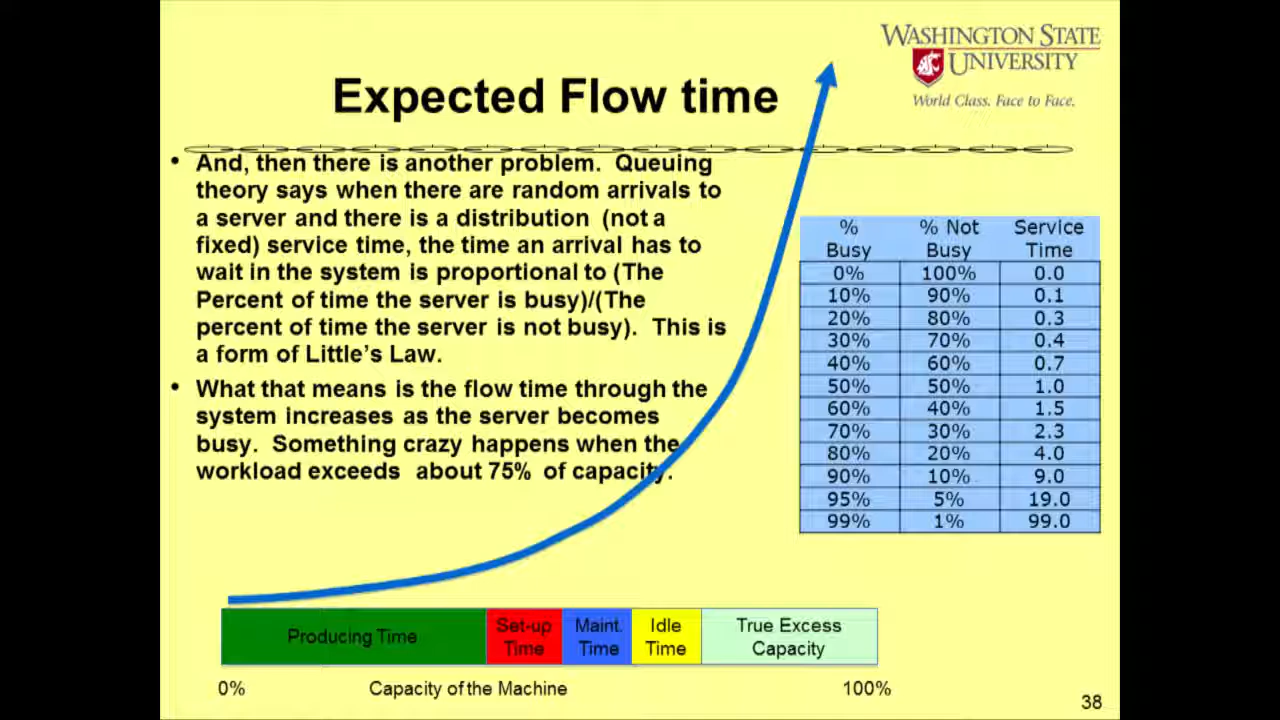 WASHINGTON STATE
UNIVERSITY
World Class. Face to Face.
Expected Flow time
• And, then there is another problem. Queuing
theory says when there are random arrivals to
a server and there is a distribution (not a
fixed) service time, the time an arrival has to
wait in the system is proportional to (The
Percent of time the server is busy)/(The
percent of time the server is not busy). This is
a form of Little's Law.
• What that means is the flow time through the
system increases as the server becomes
busy. Something crazy happens when the
workload exceeds about 75% of capacity.
% Busy % Not Busy Service Time
0% 100% 0.0
10% 90% 0.1
20% 80% 0.3
30% 70% 0.4
40% 60% 0.7
50% 50% 1.0
60% 40% 1.5
70% 30% 2.3
80% 20% 4.0
90% 10% 9.0
95% 5% 19.0
99% 1% 99.0
Producing Time
Set-up
Time
Maint.
Time
Idle
Time
True Excess
Capacity
0% Capacity of the Machine 100%
38